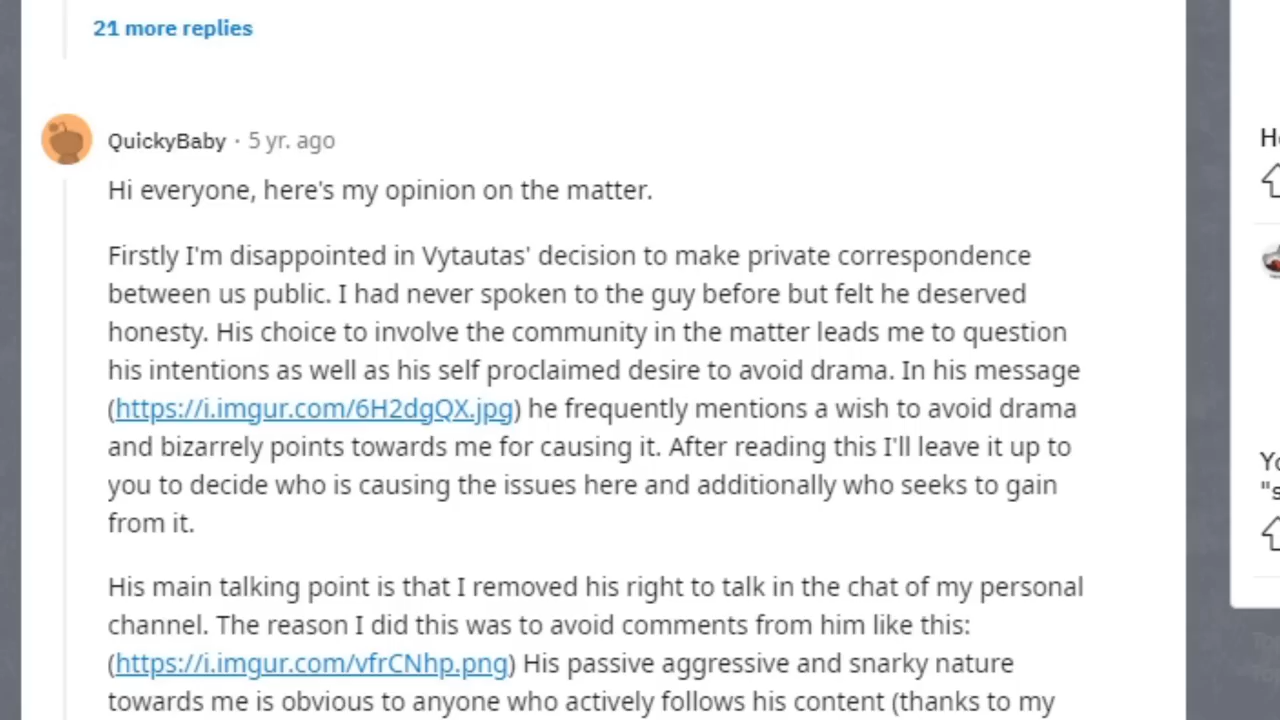 21 more replies
QuickyBaby · 5 yr. ago
Hi everyone, here's my opinion on the matter.
Firstly I'm disappointed in Vytautas' decision to make private correspondence
between us public. I had never spoken to the guy before but felt he deserved
honesty. His choice to involve the community in the matter leads me to question
his intentions as well as his self proclaimed desire to avoid drama. In his message
(https://i.imgur.com/6H2dgQX.jpg) he frequently mentions a wish to avoid drama
and bizarrely points towards me for causing it. After reading this I'll leave it up to
you to decide who is causing the issues here and additionally who seeks to gain
from it.
His main talking point is that I removed his right to talk in the chat of my personal
channel. The reason I did this was to avoid comments from him like this:
(https://i.imgur.com/vfrCNhp.png) His passive aggressive and snarky nature
towards me is obvious to anyone who actively follows his content (thanks to my